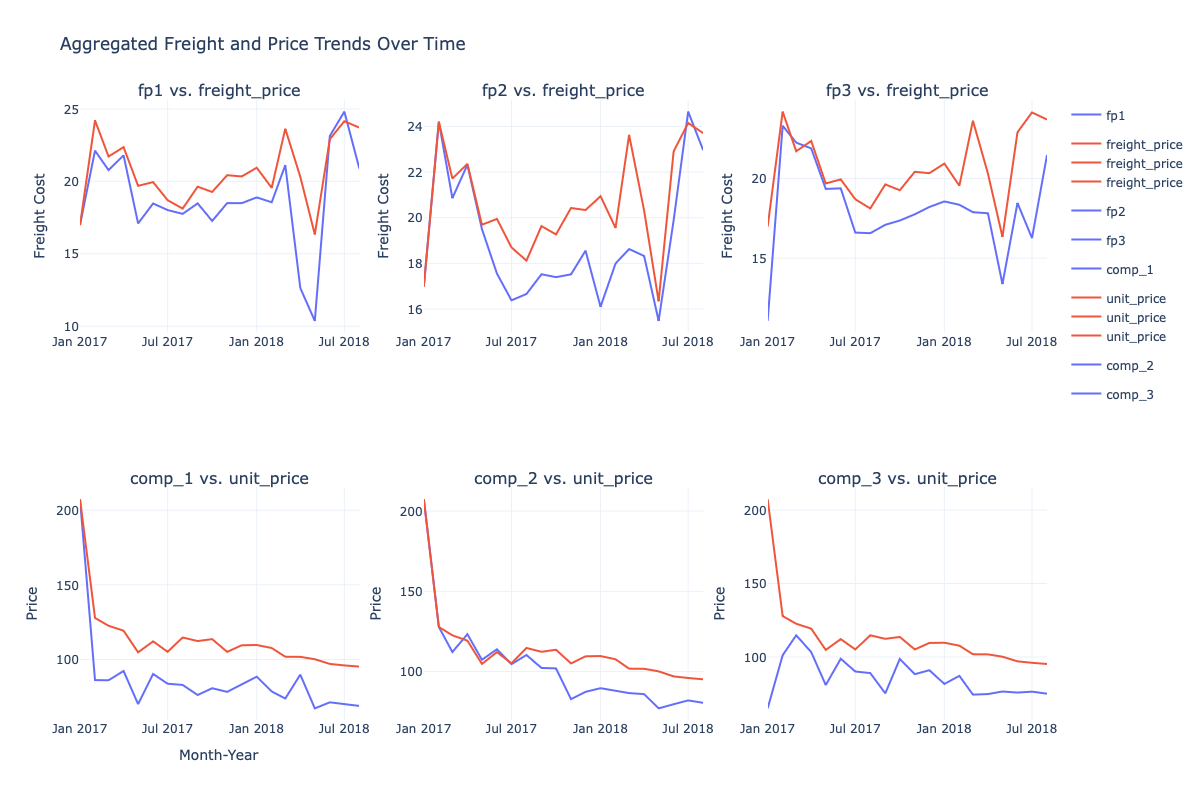 Aggregated Freight and Price Trends Over Time
fp1 vs. freight_price
fp2 vs. freight_price
fp3 vs. freight_price
Freight Cost
25
20
15
10
Jan 2017
Jul 2017
Jan 2018
Jul 2018
Freight Cost
24
22
20
18
16
Jan 2017
Jul 2017
Jan 2018
Jul 2018
Freight Cost
20
15
Jan 2017
Jul 2017
Jan 2018
Jul 2018
fp1
freight_price
freight_price
freight_price
fp2
fp3
comp_1
unit_price
unit_price
unit_price
comp_2
comp_3
comp_1 vs. unit_price
comp_2 vs. unit_price
comp_3 vs. unit_price
Price
200
150
100
Jan 2017
Jul 2017
Jan 2018
Jul 2018
Month-Year
Price
200
150
100
Jan 2017
Jul 2017
Jan 2018
Jul 2018
Price
200
150
100
Jan 2017
Jul 2017
Jan 2018
Jul 2018